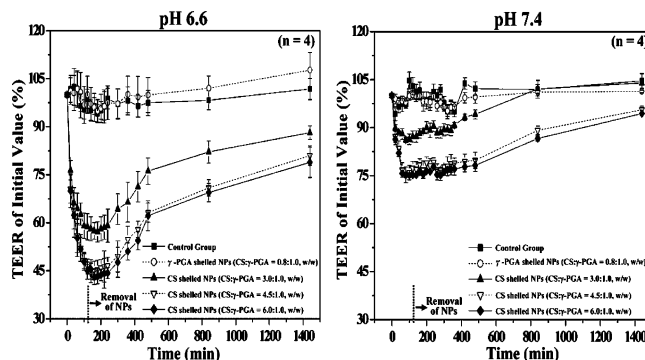 pH 6.6
(n = 4)
TEER of Initial Value (%)
120
105
90
75
60
45
30
Control Group
γ-PGA shelled NPs (CS:γ-PGA = 0.8:1.0, w/w)
CS shelled NPs (CS:γ-PGA = 3.0:1.0, w/w)
CS shelled NPs (CS:γ-PGA = 4.5:1.0, w/w)
CS shelled NPs (CS:γ-PGA = 6.0:1.0, w/w)
Removal
of NPs
0 200 400 600 800 1000 1200 1400
Time (min)
pH 7.4
(n = 4)
TEER of Initial Value (%)
120
105
90
75
60
45
30
Control Group
γ-PGA shelled NPs (CS:γ-PGA = 0.8:1.0, w/w)
CS shelled NPs (CS:γ-PGA = 3.0:1.0, w/w)
CS shelled NPs (CS:γ-PGA = 4.5:1.0, w/w)
CS shelled NPs (CS:γ-PGA = 6.0:1.0, w/w)
Removal
of NPs
0 200 400 600 800 1000 1200 1400
Time (min)